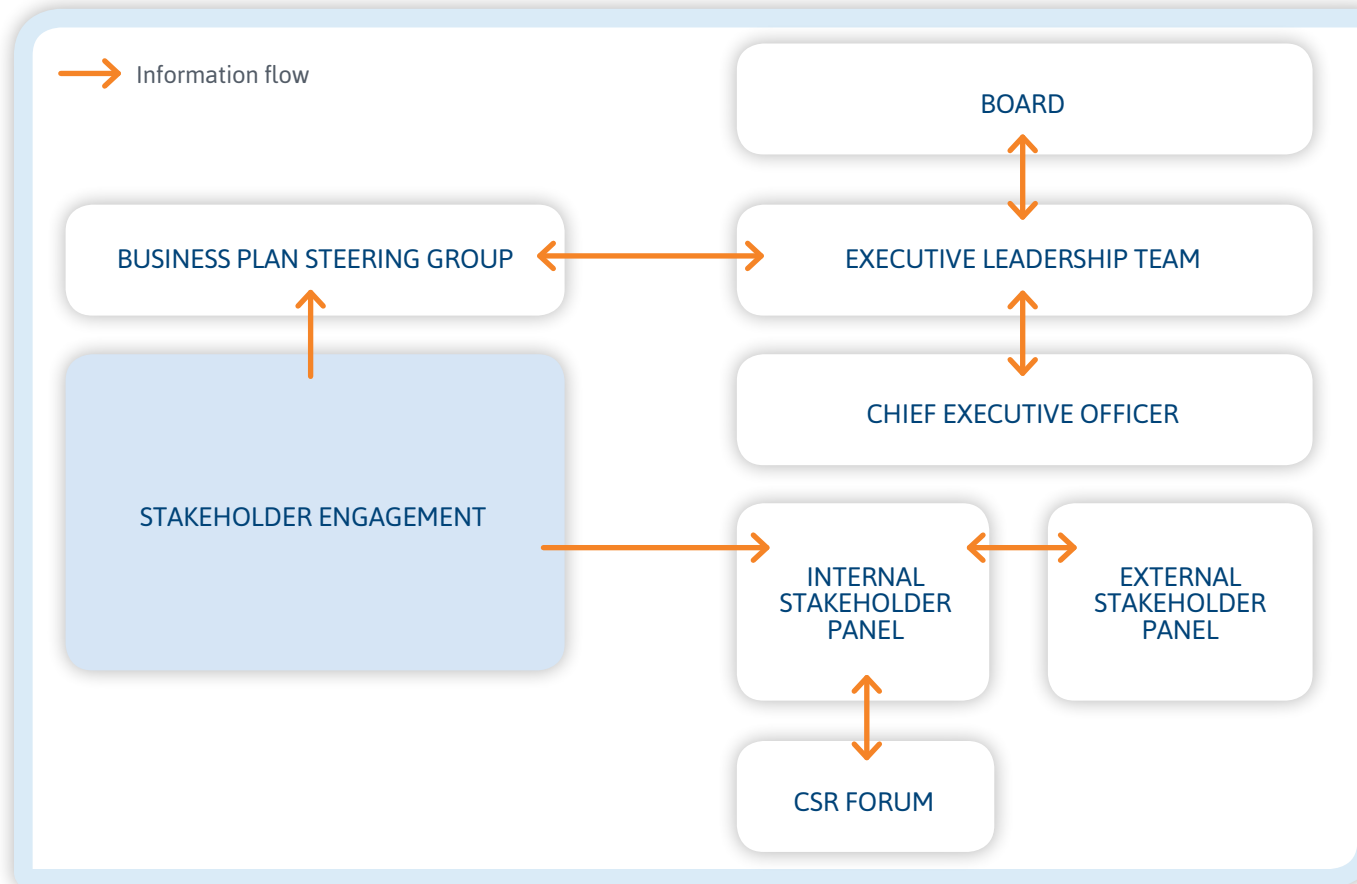 Information flow
BOARD
BUSINESS PLAN STEERING GROUP
EXECUTIVE LEADERSHIP TEAM
CHIEF EXECUTIVE OFFICER
STAKEHOLDER ENGAGEMENT
INTERNAL
STAKEHOLDER
PANEL
EXTERNAL
STAKEHOLDER
PANEL
CSR FORUM